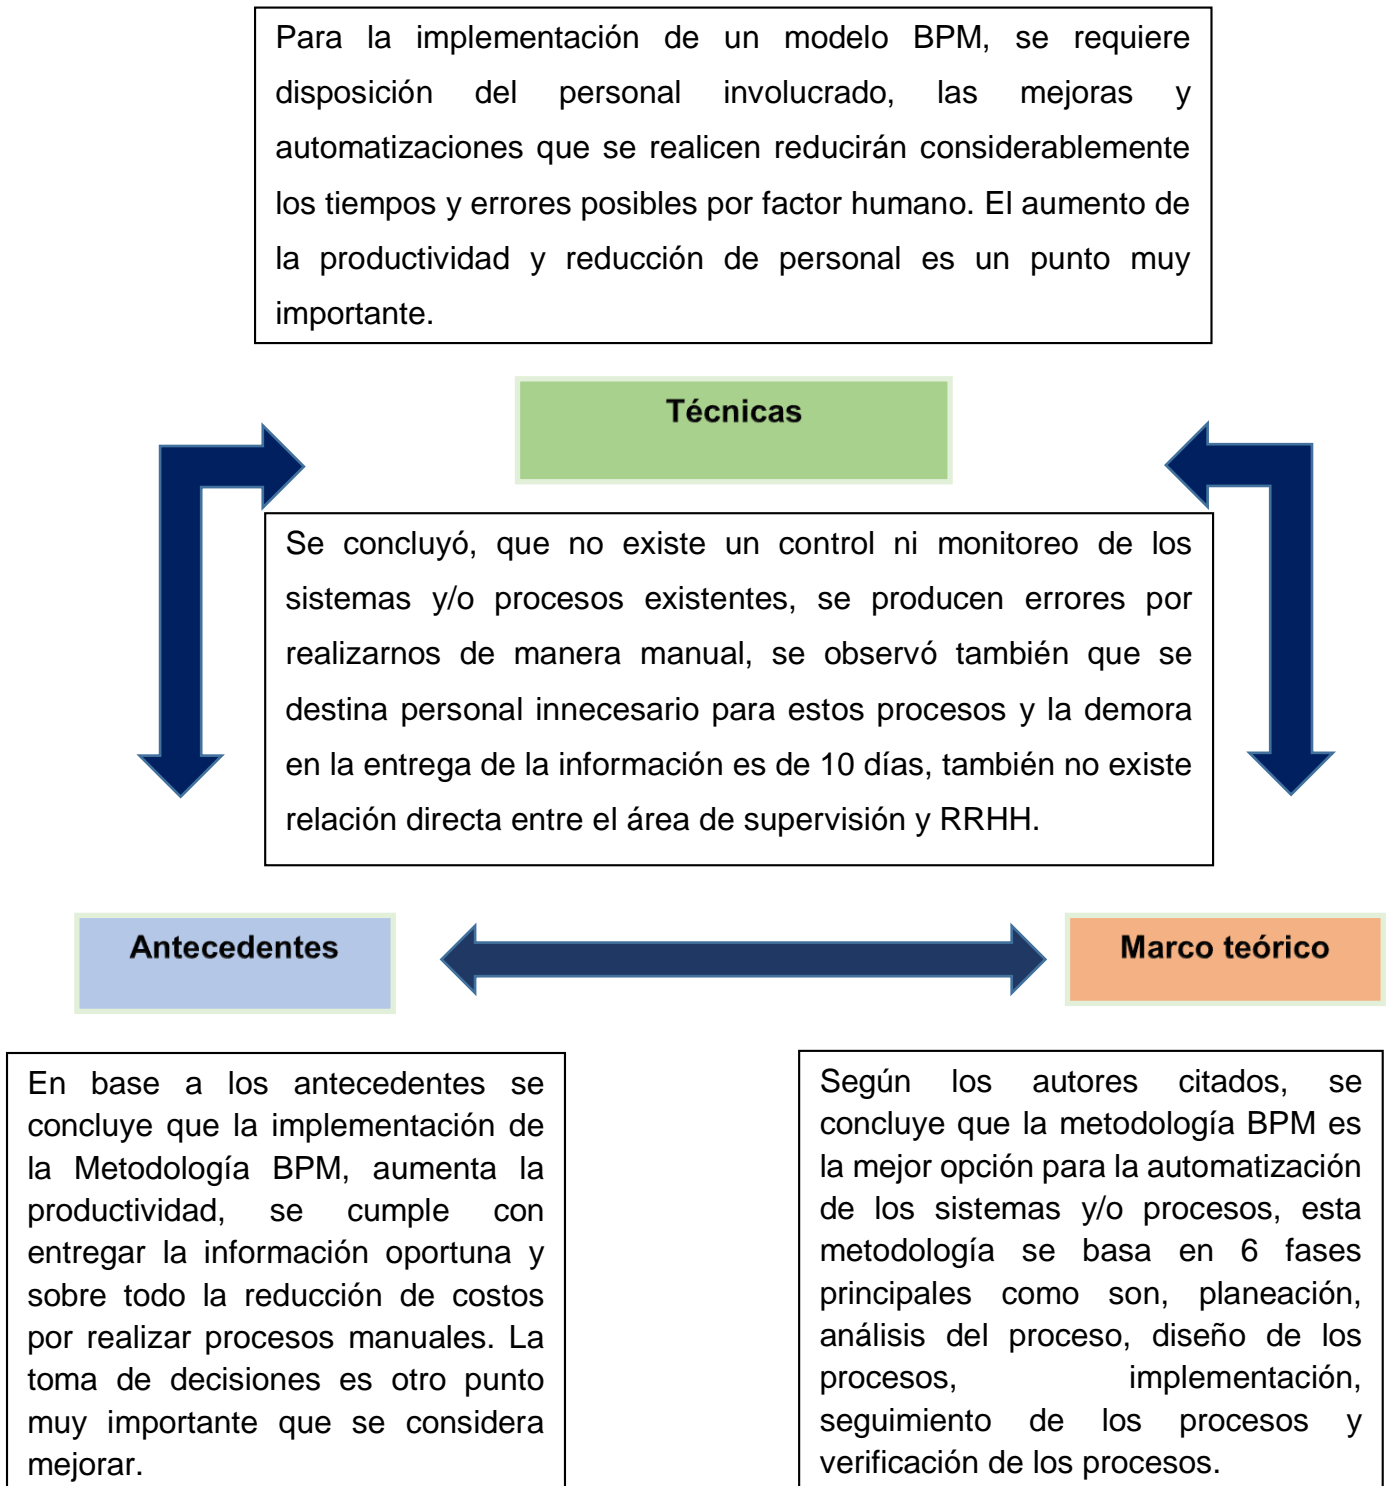 Para la implementación de un modelo BPM, se requiere
disposición del personal involucrado, las mejoras y
automatizaciones que se realicen reducirán considerablemente
los tiempos y errores posibles por factor humano. El aumento de
la productividad y reducción de personal es un punto muy
importante.
Técnicas
Se concluyó, que no existe un control ni monitoreo de los
sistemas y/o procesos existentes, se producen errores por
realizarnos de manera manual, se observó también que se
destina personal innecesario para estos procesos y la demora
en la entrega de la información es de 10 días, también no existe
relación directa entre el área de supervisión y RRHH.
Antecedentes
Marco teórico
En base a los antecedentes se
concluye que la implementación de
la Metodología BPM, aumenta la
productividad, se cumple con
entregar la información oportuna y
sobre todo la reducción de costos
por realizar procesos manuales. La
toma de decisiones es otro punto
muy importante que se considera
mejorar.
Según los autores citados, se
concluye que la metodología BPM es
la mejor opción para la automatización
de los sistemas y/o procesos, esta
metodología se basa en 6 fases
principales como son, planeación,
análisis del proceso, diseño de los
procesos, implementación,
seguimiento de los procesos y
verificación de los procesos.